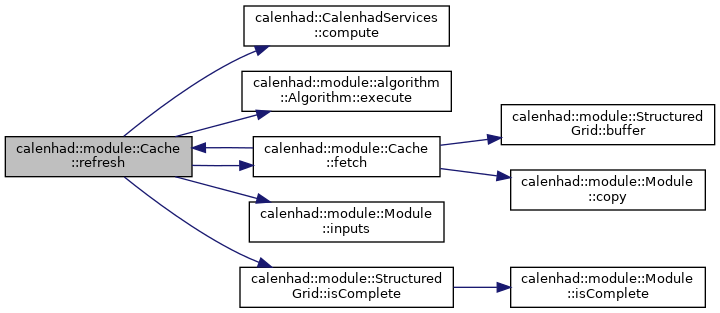 calenhad::CalenhadServices
::compute
calenhad::module::algorithm
::Algorithm::execute
calenhad::module::Cache
::refresh
calenhad::module::Cache
::fetch
calenhad::module::Structured
Grid::buffer
calenhad::module::Module
::copy
calenhad::module::Module
::inputs
calenhad::module::Structured
Grid::isComplete
calenhad::module::Module
::isComplete